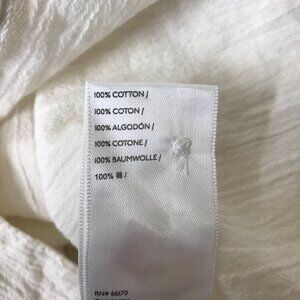 100% COTTON /
100% COTON /
100% ALGODÓN /
100% COTONE /
100% BAUMWOLLE /
100% 棉 /
RN# 66170